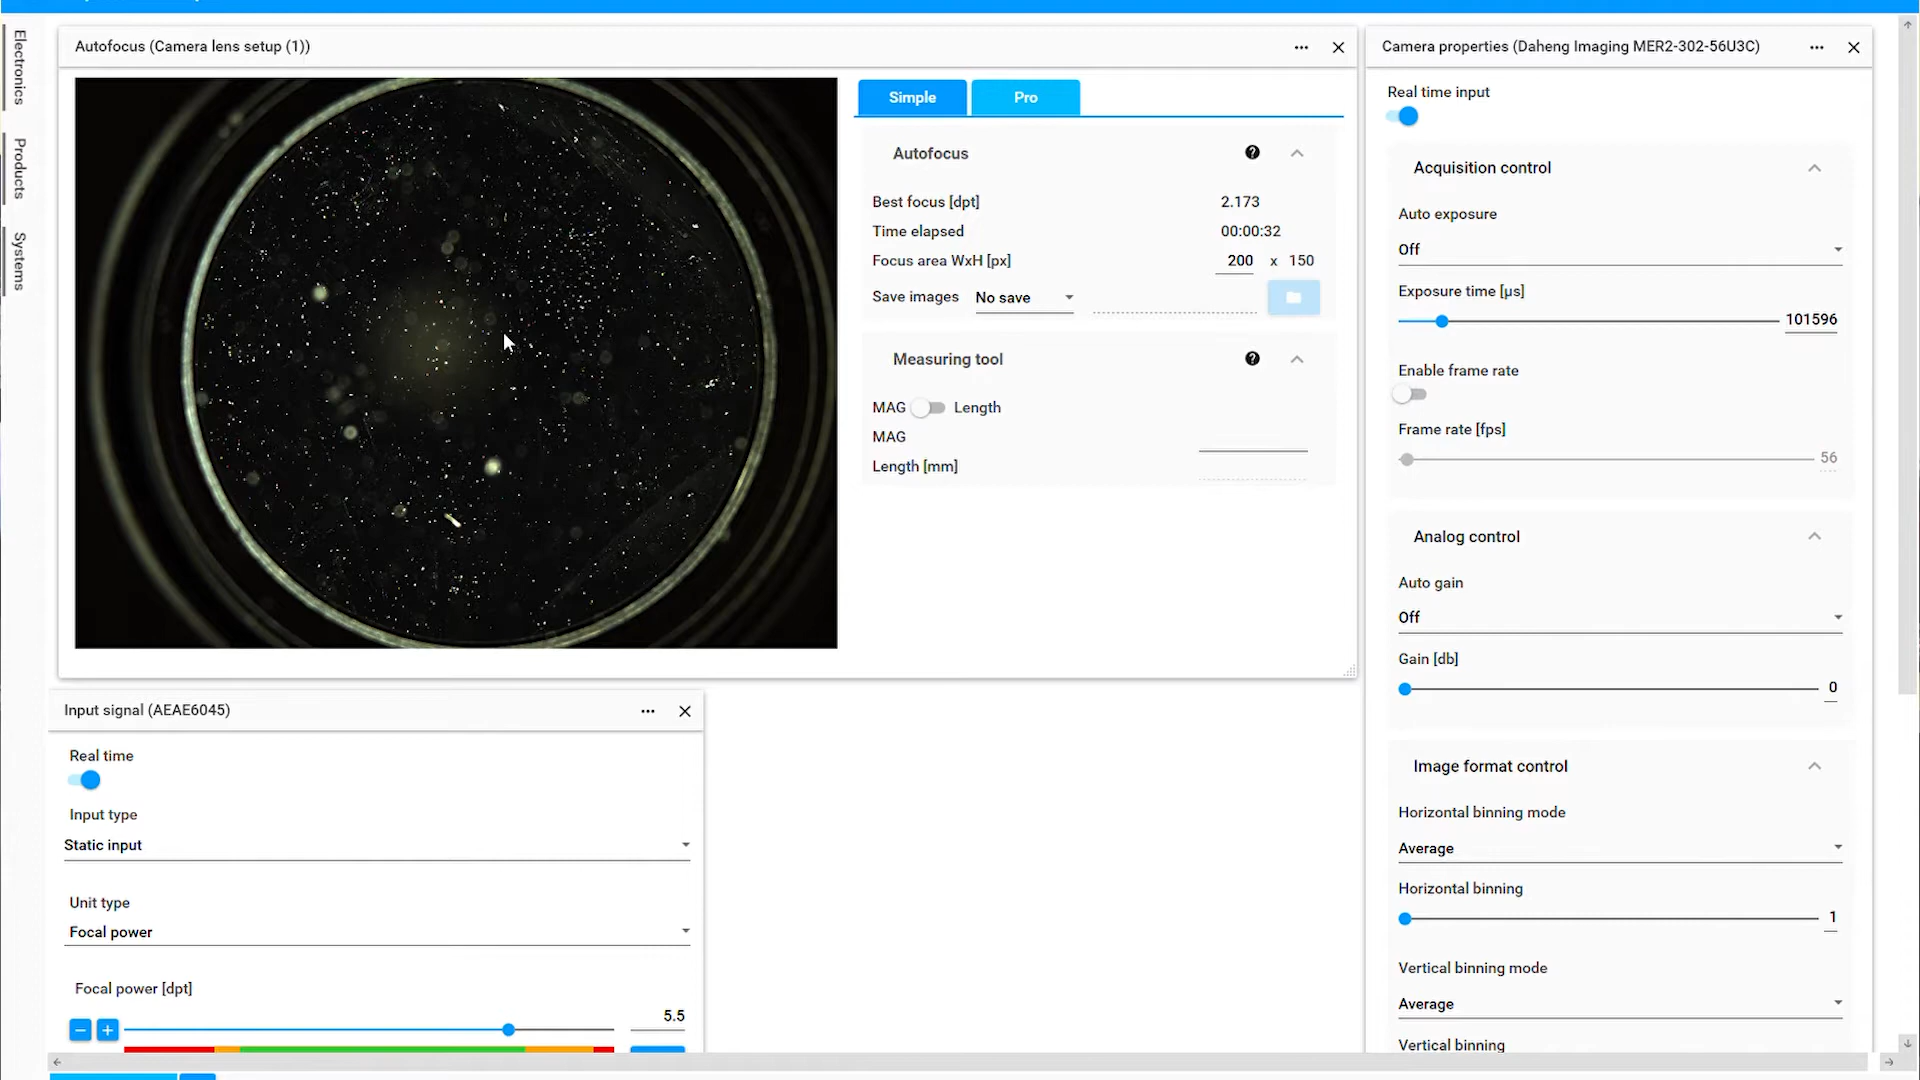 Electronics
Products
Systems
Autofocus (Camera lens setup (1))
Simple
Pro
Autofocus
Best focus [dpt] 2.173
Time elapsed 00:00:32
Focus area WxH [px] 200 x 150
Save images No save
Measuring tool
MAG Length
MAG
Length [mm]
Input signal (AEAE6045)
Real time
Input type
Static input
Unit type
Focal power
Focal power [dpt]
5.5
Camera properties (Daheng Imaging MER2-302-56U3C)
Real time input
Acquisition control
Auto exposure
Off
Exposure time [µs]
101596
Enable frame rate
Frame rate [fps]
56
Analog control
Auto gain
Off
Gain [db]
0
Image format control
Horizontal binning mode
Average
Horizontal binning
1
Vertical binning mode
Average
Vertical binning